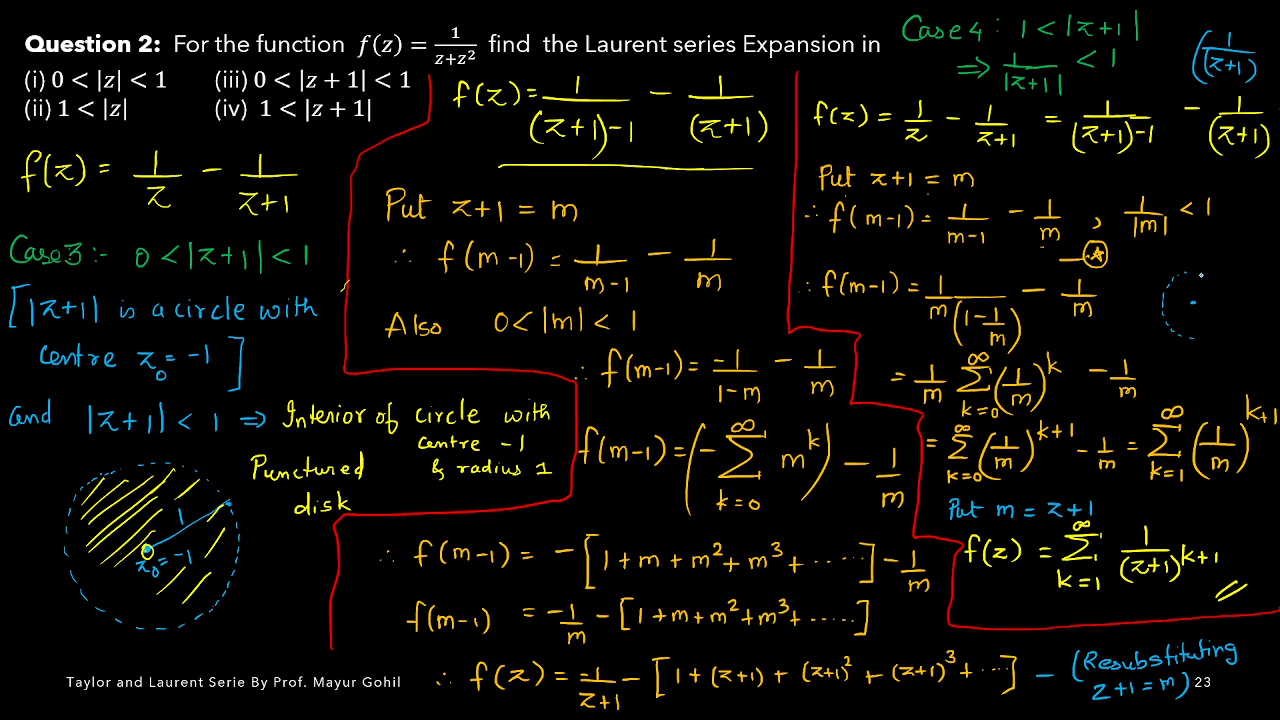 Question 2: For the function f(z) = 1/(z+z²) find the Laurent series Expansion in
(i) 0 < |z| < 1 (iii) 0 < |z + 1| < 1
(ii) 1 < |z| (iv) 1 < |z + 1|
f(z) = 1/z − 1/(z+1)
Case 3 :- 0 < |z+1| < 1
[|z+1| is a circle with
centre z₀ = -1 ]
and |z+1| < 1 ⇒ Interior of circle with
centre -1
& radius 1
Punctured
disk
1
z₀=-1
f(z) = 1/((z+1)-1) − 1/(z+1)
Put z+1 = m
∴ f(m-1) = 1/(m-1) − 1/m
Also 0 < |m| < 1
∴ f(m-1) = -1/(1-m) − 1/m
f(m-1) = (− ∑_{k=0}^{∞} m^k) − 1/m
∴ f(m-1) = −[1 + m + m² + m³ + ......] − 1/m
f(m-1) = -1/m − [1 + m + m² + m³ + ......]
∴ f(z) = -1/(z+1) − [1 + (z+1) + (z+1)² + (z+1)³ + ....] − (Resubstituting
z+1 = m)
Case 4 : 1 < |z+1|
⇒ 1/|z+1| < 1
(1/(z+1))
f(z) = 1/z − 1/(z+1) = 1/((z+1)-1) − 1/(z+1)
Put z+1 = m
∴ f(m-1) = 1/(m-1) − 1/m , 1/|m| < 1
—(*)
∴ f(m-1) = 1/(m(1-1/m)) − 1/m
= 1/m ∑_{k=0}^{∞} (1/m)^k − 1/m
= ∑_{k=0}^{∞} (1/m)^{k+1} − 1/m = ∑_{k=1}^{∞} (1/m)^{k+1}
Put m = z+1
f(z) = ∑_{k=1}^{∞} 1/(z+1)^{k+1}
Taylor and Laurent Serie By Prof. Mayur Gohil
23